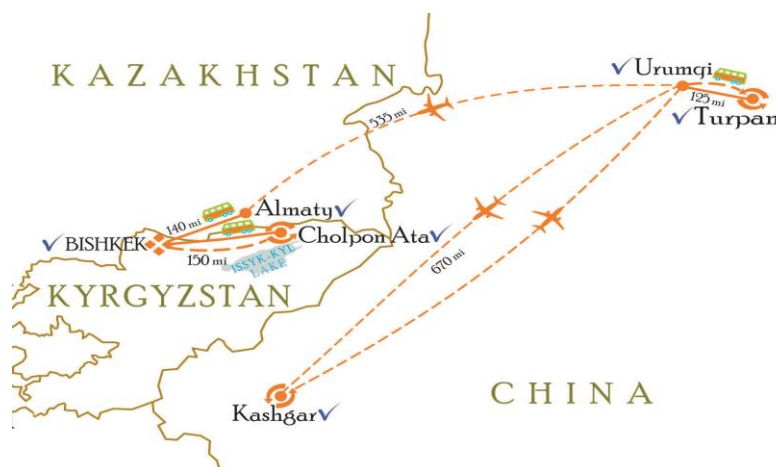 KAZAKHSTAN
Urumqi
125 mi
Turpan
535 mi
140 mi
Almaty
BISHKEK
Cholpon Ata
150 mi
ISSYK-KYL
LAKE
KYRGYZSTAN
670 mi
Kashgar
CHINA